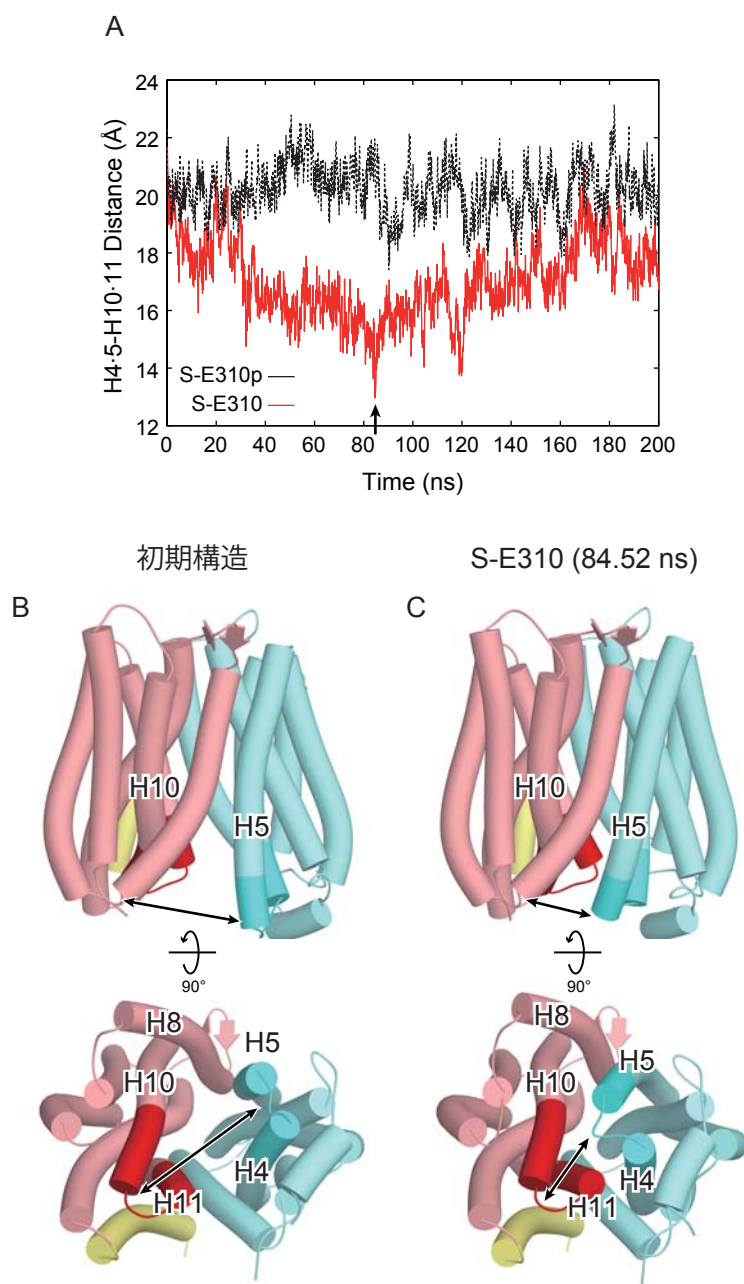 A
H4·5-H10·11 Distance (Å)
24
22
20
18
16
14
12
S-E310p
S-E310
0 20 40 60 80 100 120 140 160 180 200
Time (ns)
初期構造
S-E310 (84.52 ns)
B
H10
H5
90°
H8
H5
H10
H4
H11
C
H10
H5
90°
H8
H5
H10
H4
H11